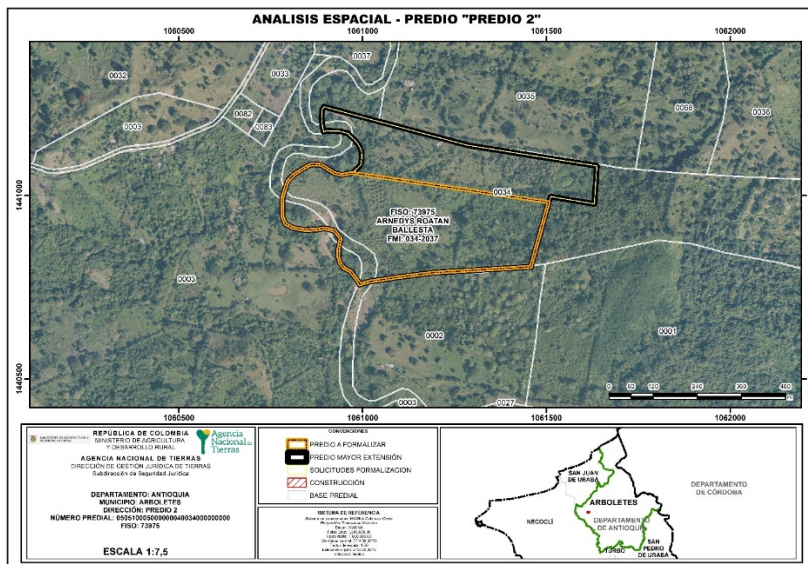 ANALISIS ESPACIAL - PREDIO "PREDIO 2"
1060500
1061000
1061500
1062000
0037
0032
0033
0035
0003
0082
0083
0068
0036
1441000
1441000
0034
FISO: 73975
ARNEDYS ROATAN
BALLESTA
FMI: 034-2037
0003
0002
0001
1440500
1440500
0003
0027
0 60 120 240 360 480
1060500
1061000
1061500
1062000
REPÚBLICA DE COLOMBIA
MINISTERIO DE AGRICULTURA
Y DESARROLLO RURAL
Agencia
Nacional de
Tierras
AGENCIA NACIONAL DE TIERRAS
DIRECCIÓN DE GESTIÓN JURÍDICA DE TIERRAS
Subdirección de Seguridad Jurídica
DEPARTAMENTO: ANTIOQUIA
MUNICIPIO: ARBOLETES
DIRECCIÓN: PREDIO 2
FISO: 73975
ESCALA 1:7,5
CONVENCIONES
PREDIO A FORMALIZAR
PREDIO MAYOR EXTENSIÓN
SOLICITUDES FORMALIZACION
CONSTRUCCIÓN
BASE PREDIAL
SISTEMA DE REFERENCIA
SAN JUAN
DE URABÁ
DEPARTAMENTO
DE CÓRDOBA
ARBOLETES
NECOCLÍ
DEPARTAMENTO
DE ANTIOQUIA
TURBO
SAN
PEDRO
DE URABÁ